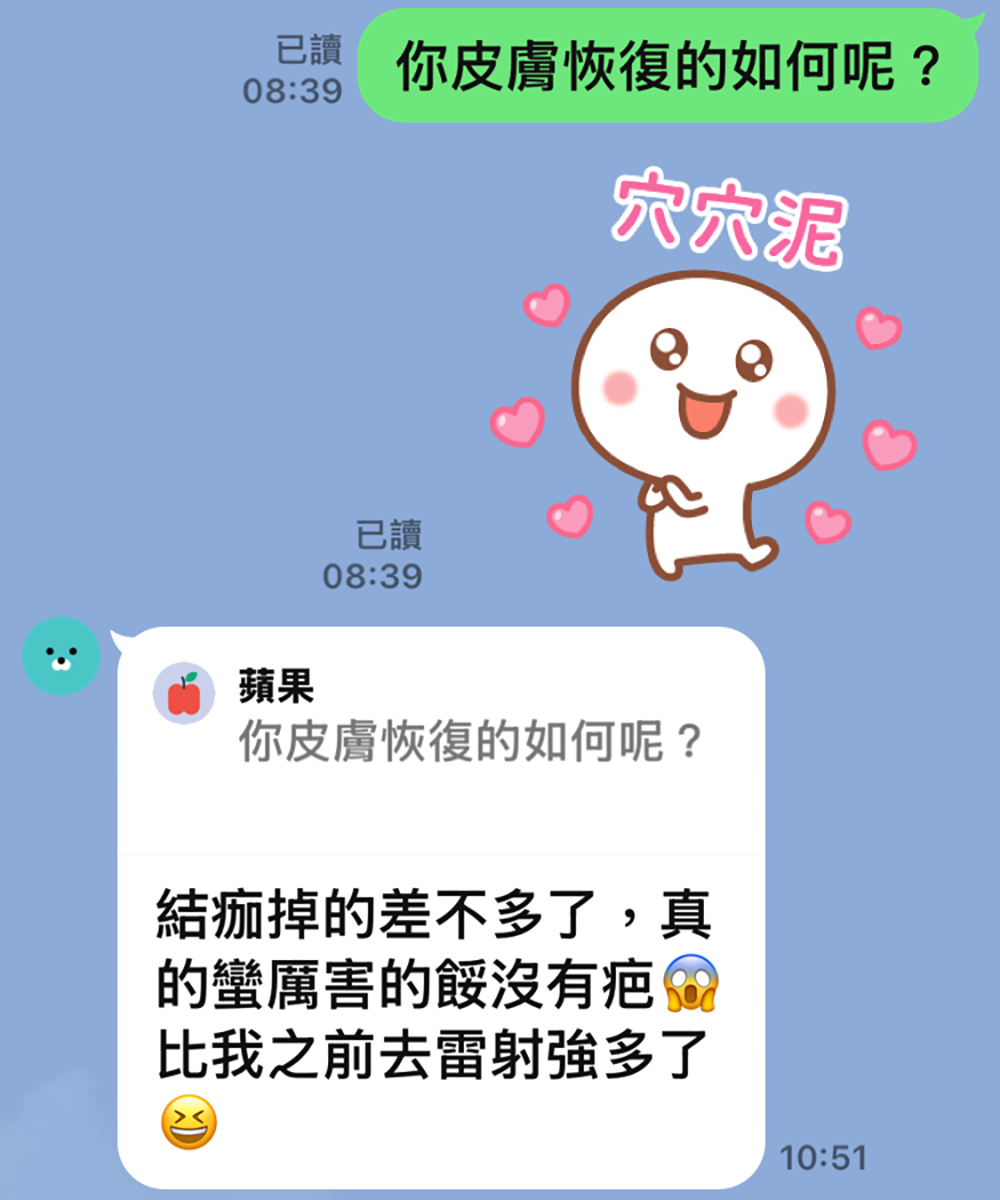 已讀
08:39
你皮膚恢復的如何呢？
穴穴泥
已讀
08:39
蘋果
你皮膚恢復的如何呢？
結痂掉的差不多了，真
的蠻厲害的餒沒有疤😱
比我之前去雷射強多了
😆
10:51